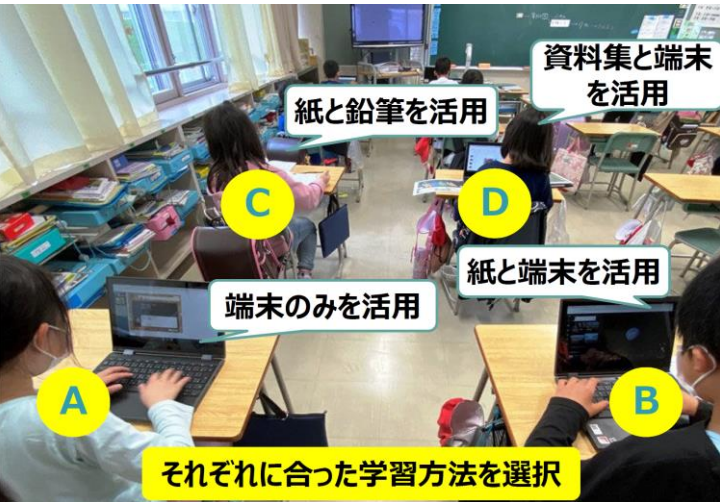 資料集と端末
を活用
紙と鉛筆を活用
C
D
紙と端末を活用
端末のみを活用
A
B
それぞれに合った学習方法を選択